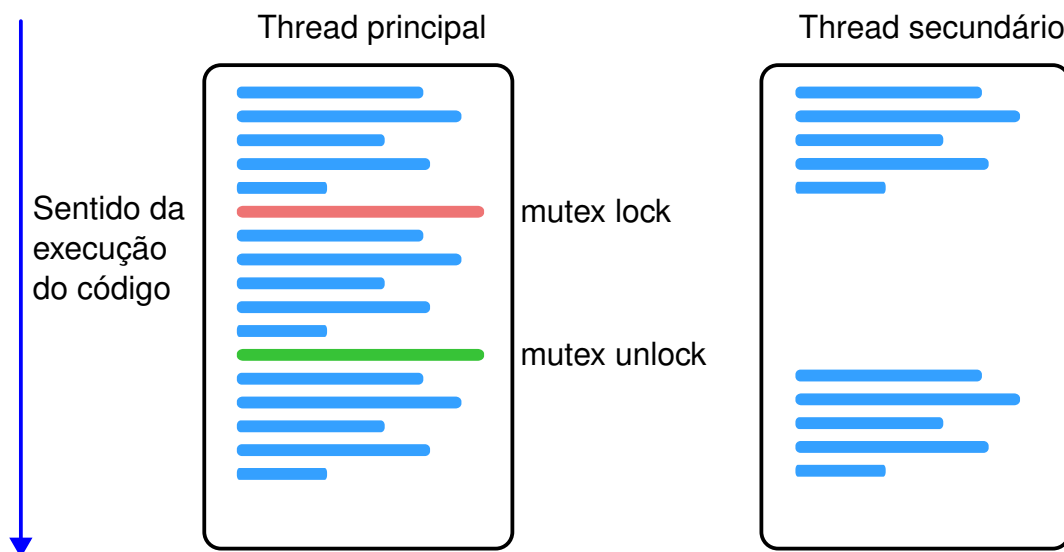 Thread principal
Thread secundário
Sentido da
execução
do código
mutex lock
mutex unlock